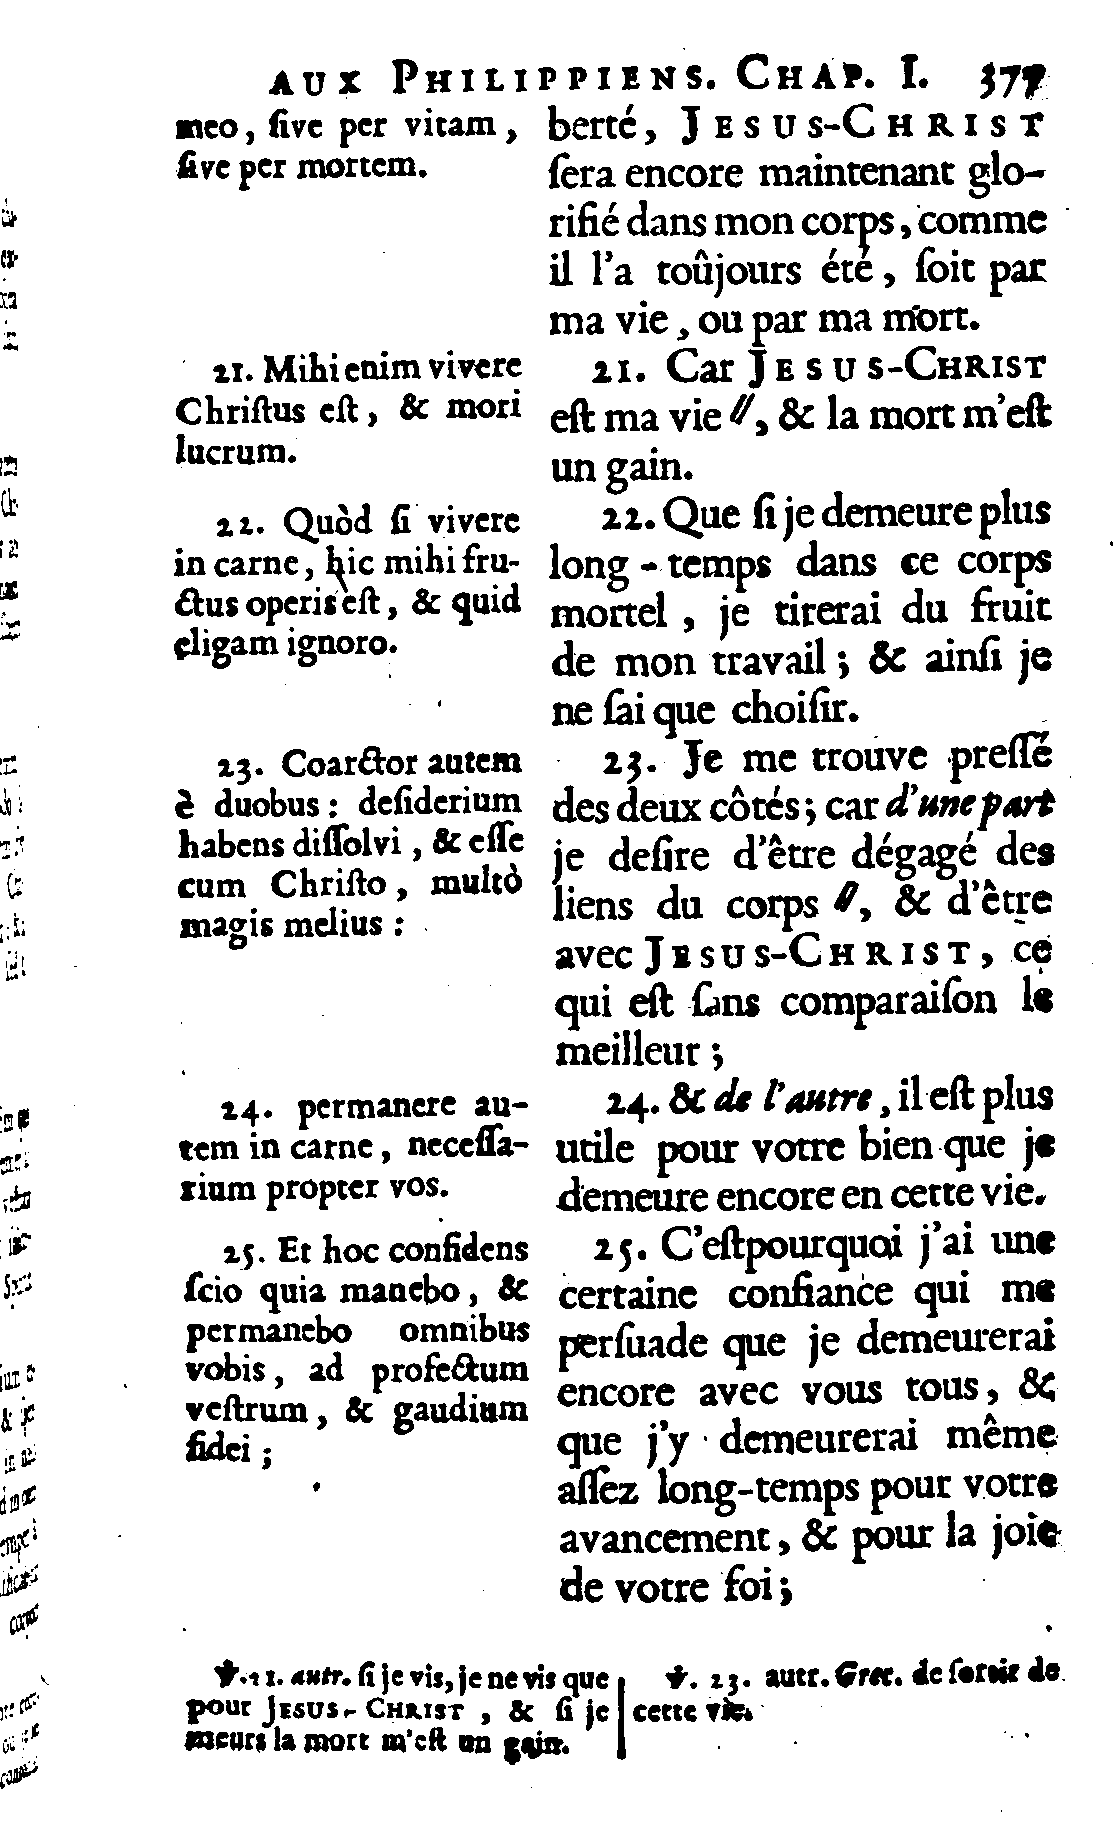 AUX PHILIPPIENS. CHAP. I. 377
meo, ſive per vitam,
ſive per mortem.
21. Mihi enim vivere
Chriſtus eſt, & mori
lucrum.
22. Quòd ſi vivere
in carne, hic mihi fru-
ctus operis eſt, & quid
eligam ignoro.
23. Coarctor autem
è duobus: deſiderium
habens diſſolvi, & eſſe
cum Chriſto, multò
magis melius:
24. permanere au-
tem in carne, neceſſa-
rium propter vos.
25. Et hoc confidens
ſcio quia manebo, &
permanebo omnibus
vobis, ad profectum
veſtrum, & gaudium
fidei;
berté, JESUS-CHRIST
ſera encore maintenant glo-
rifié dans mon corps, comme
il l'a toûjours été, ſoit par
ma vie, ou par ma mort.
21. Car JESUS-CHRIST
eſt ma vie //, & la mort m'eſt
un gain.
22. Que ſi je demeure plus
long-temps dans ce corps
mortel, je tirerai du fruit
de mon travail; & ainſi je
ne ſai que choiſir.
23. Je me trouve preſſé
des deux côtés; car d'une part
je deſire d'être dégagé des
liens du corps //, & d'être
avec JESUS-CHRIST, ce
qui eſt ſans comparaiſon le
meilleur;
24. & de l'autre, il eſt plus
utile pour votre bien que je
demeure encore en cette vie.
25. C'eſtpourquoi j'ai une
certaine confiance qui me
perſuade que je demeurerai
encore avec vous tous, &
que j'y demeurerai même
aſſez long-temps pour votre
avancement, & pour la joie
de votre foi;
℣. 21. autr. ſi je vis, je ne vis que
pour JESUS-CHRIST, & ſi je
meurs la mort m'eſt un gain.
℣. 23. autr. Grec. de ſortir de
cette vie.